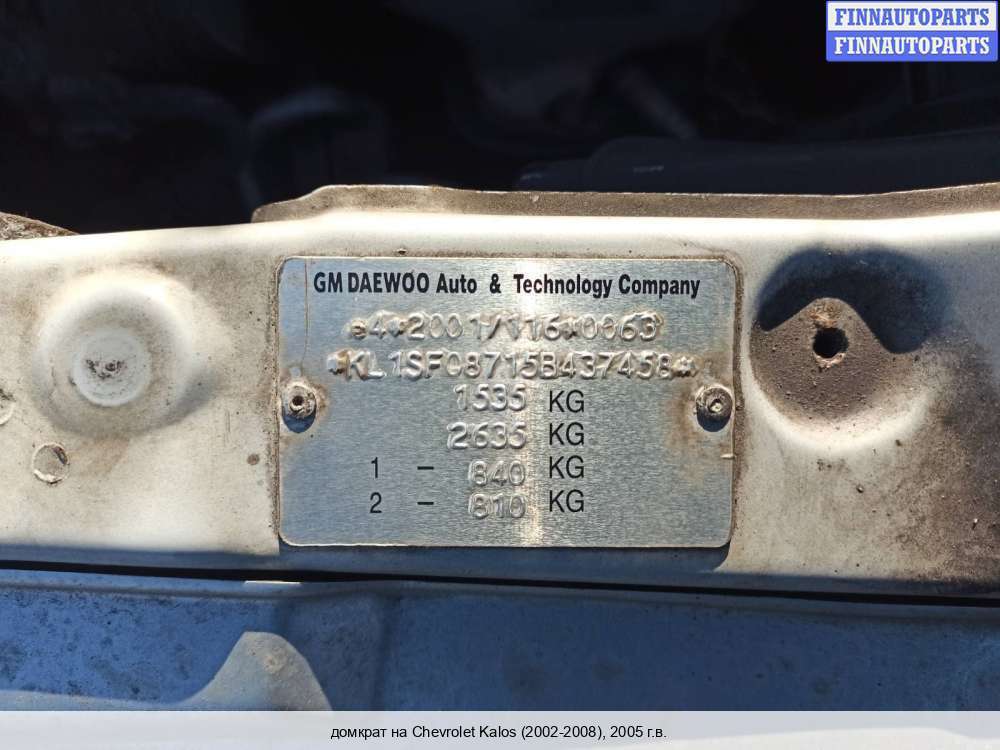 FINNAUTOPARTS
FINNAUTOPARTS
GM DAEWOO Auto & Technology Company
e4*2001/116*0063
*KL1SF08715B437458*
1535 KG
2635 KG
1 - 840 KG
2 - 810 KG
домкрат на Chevrolet Kalos (2002-2008), 2005 г.в.